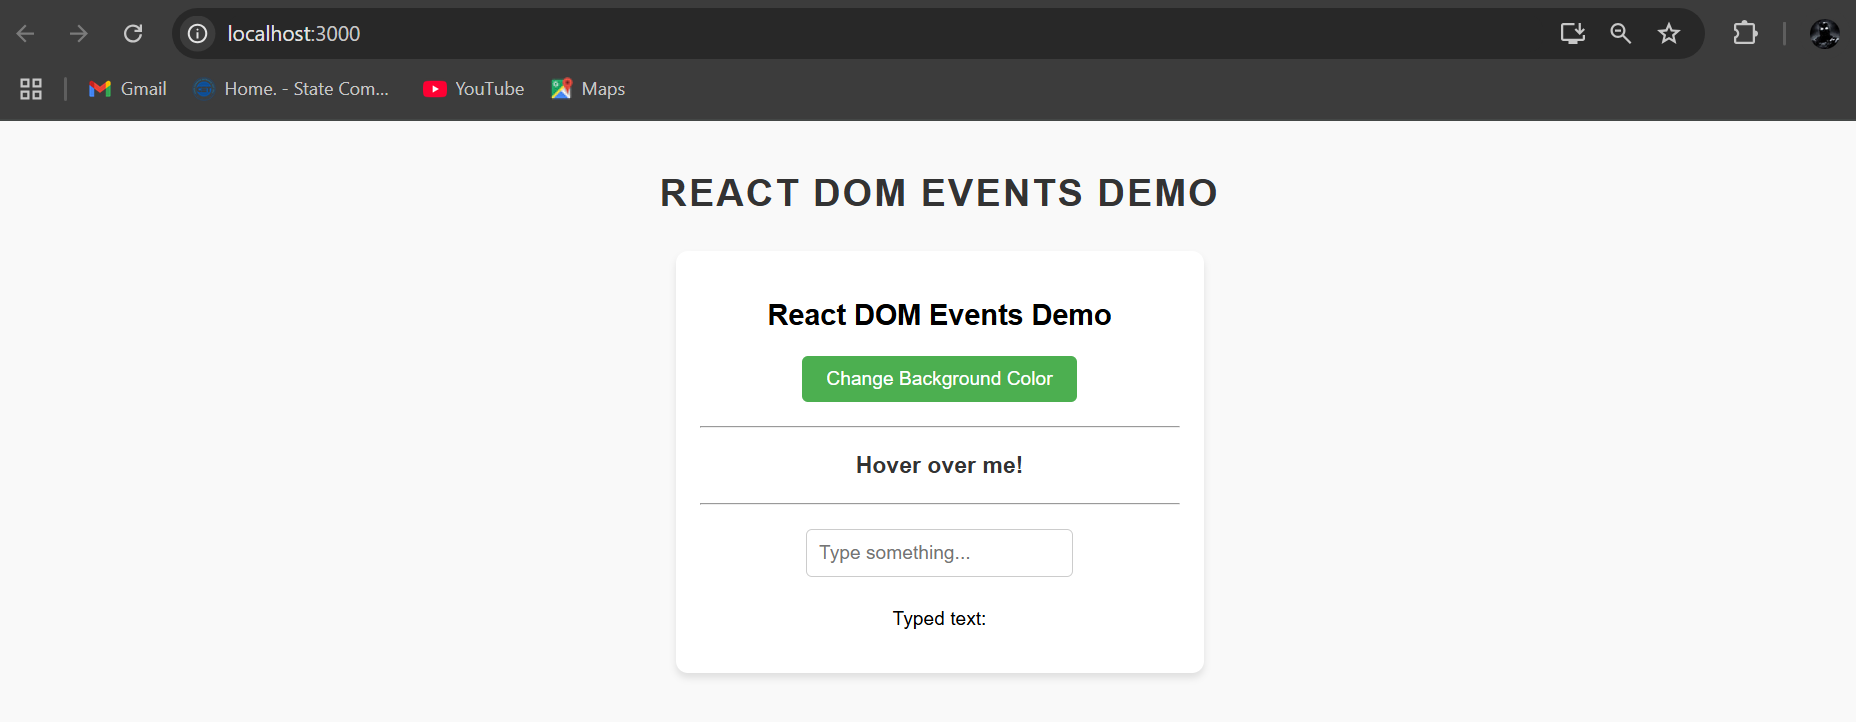 localhost:3000
Gmail
Home. - State Com...
YouTube
Maps
REACT DOM EVENTS DEMO
React DOM Events Demo
Change Background Color
Hover over me!
Type something...
Typed text: